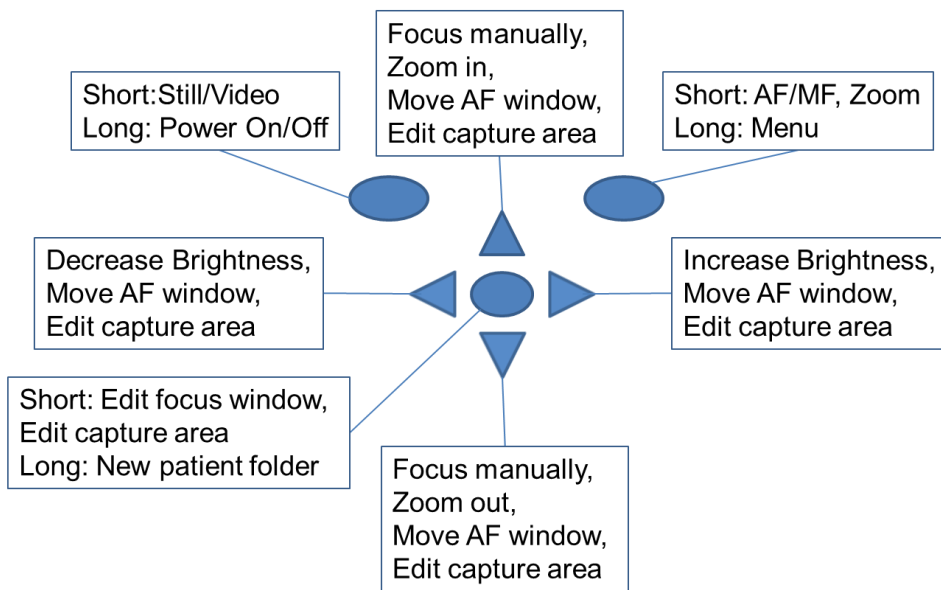 Focus manually,
Zoom in,
Move AF window,
Edit capture area
Short:Still/Video
Long: Power On/Off
Short: AF/MF, Zoom
Long: Menu
Decrease Brightness,
Move AF window,
Edit capture area
Increase Brightness,
Move AF window,
Edit capture area
Short: Edit focus window,
Edit capture area
Long: New patient folder
Focus manually,
Zoom out,
Move AF window,
Edit capture area